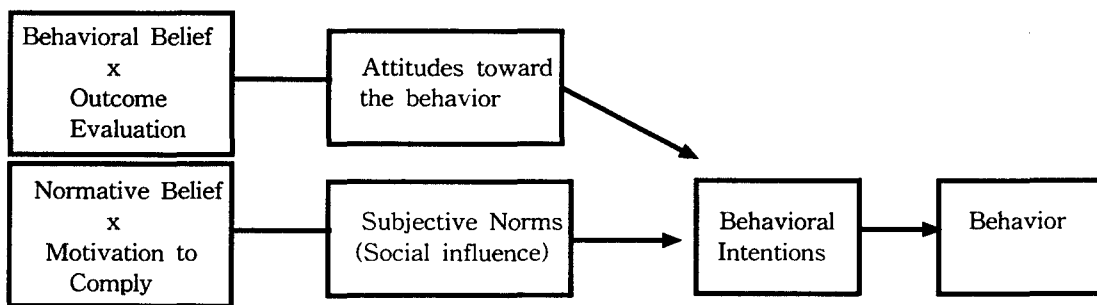 Behavioral Belief
x
Outcome
Evaluation
Attitudes toward
the behavior
Normative Belief
x
Motivation to
Comply
Subjective Norms
(Social influence)
Behavioral
Intentions
Behavior